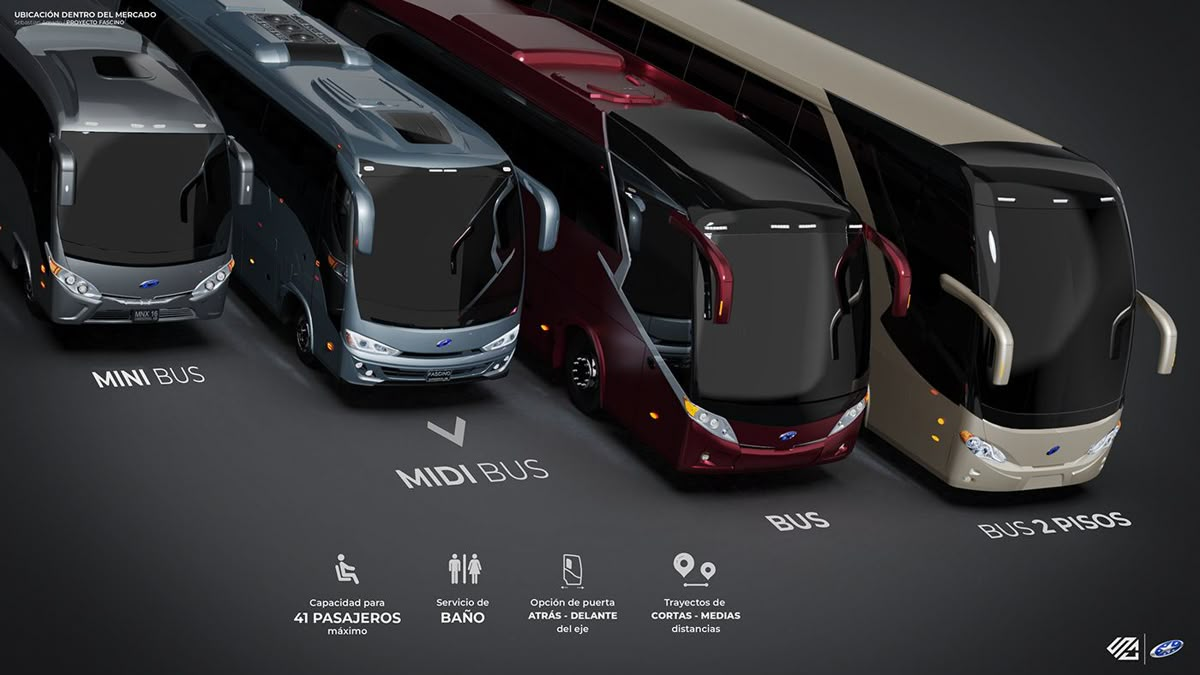 UBICACIÓN DENTRO DEL MERCADO
PROYECTO FASCINO
MNX 16
FASCINO
MINI BUS
MIDI BUS
BUS
BUS 2 PISOS
Capacidad para
41 PASAJEROS
máximo
Servicio de
BAÑO
Opción de puerta
ATRÁS - DELANTE
del eje
Trayectos de
CORTAS - MEDIAS
distancias